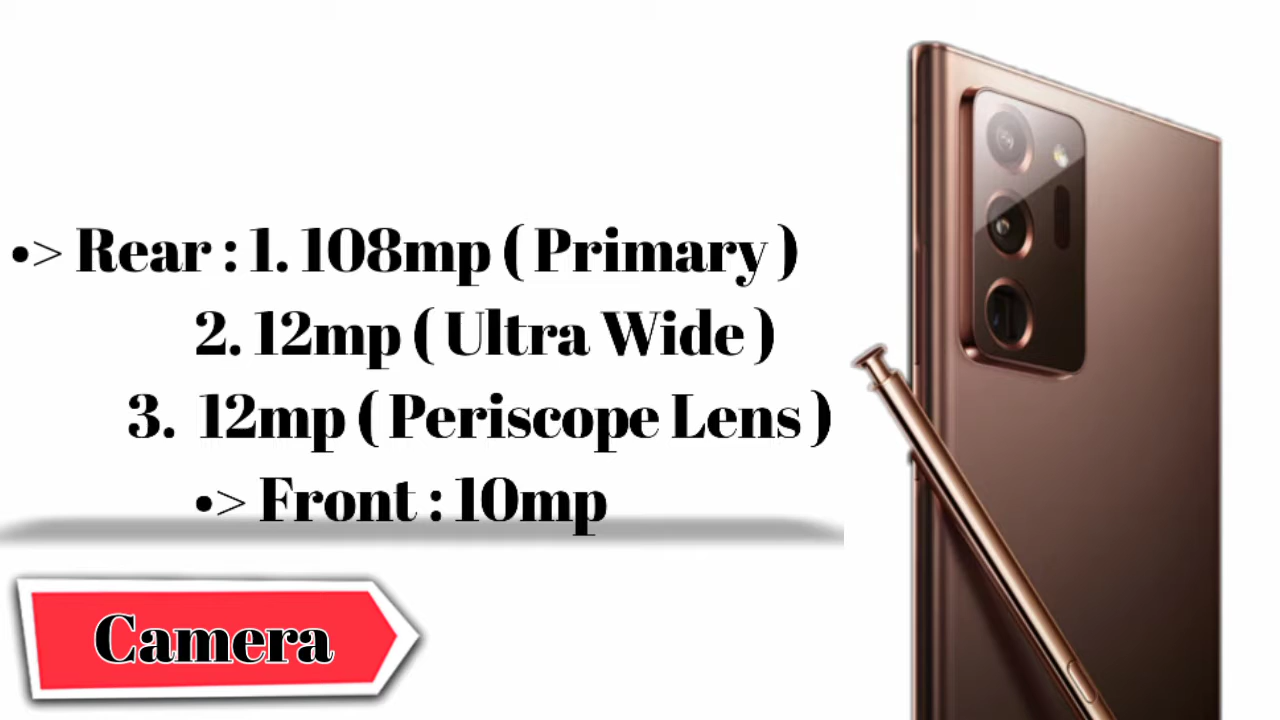 •> Rear : 1. 108mp ( Primary )
2. 12mp ( Ultra Wide )
3. 12mp ( Periscope Lens )
•> Front : 10mp
Camera